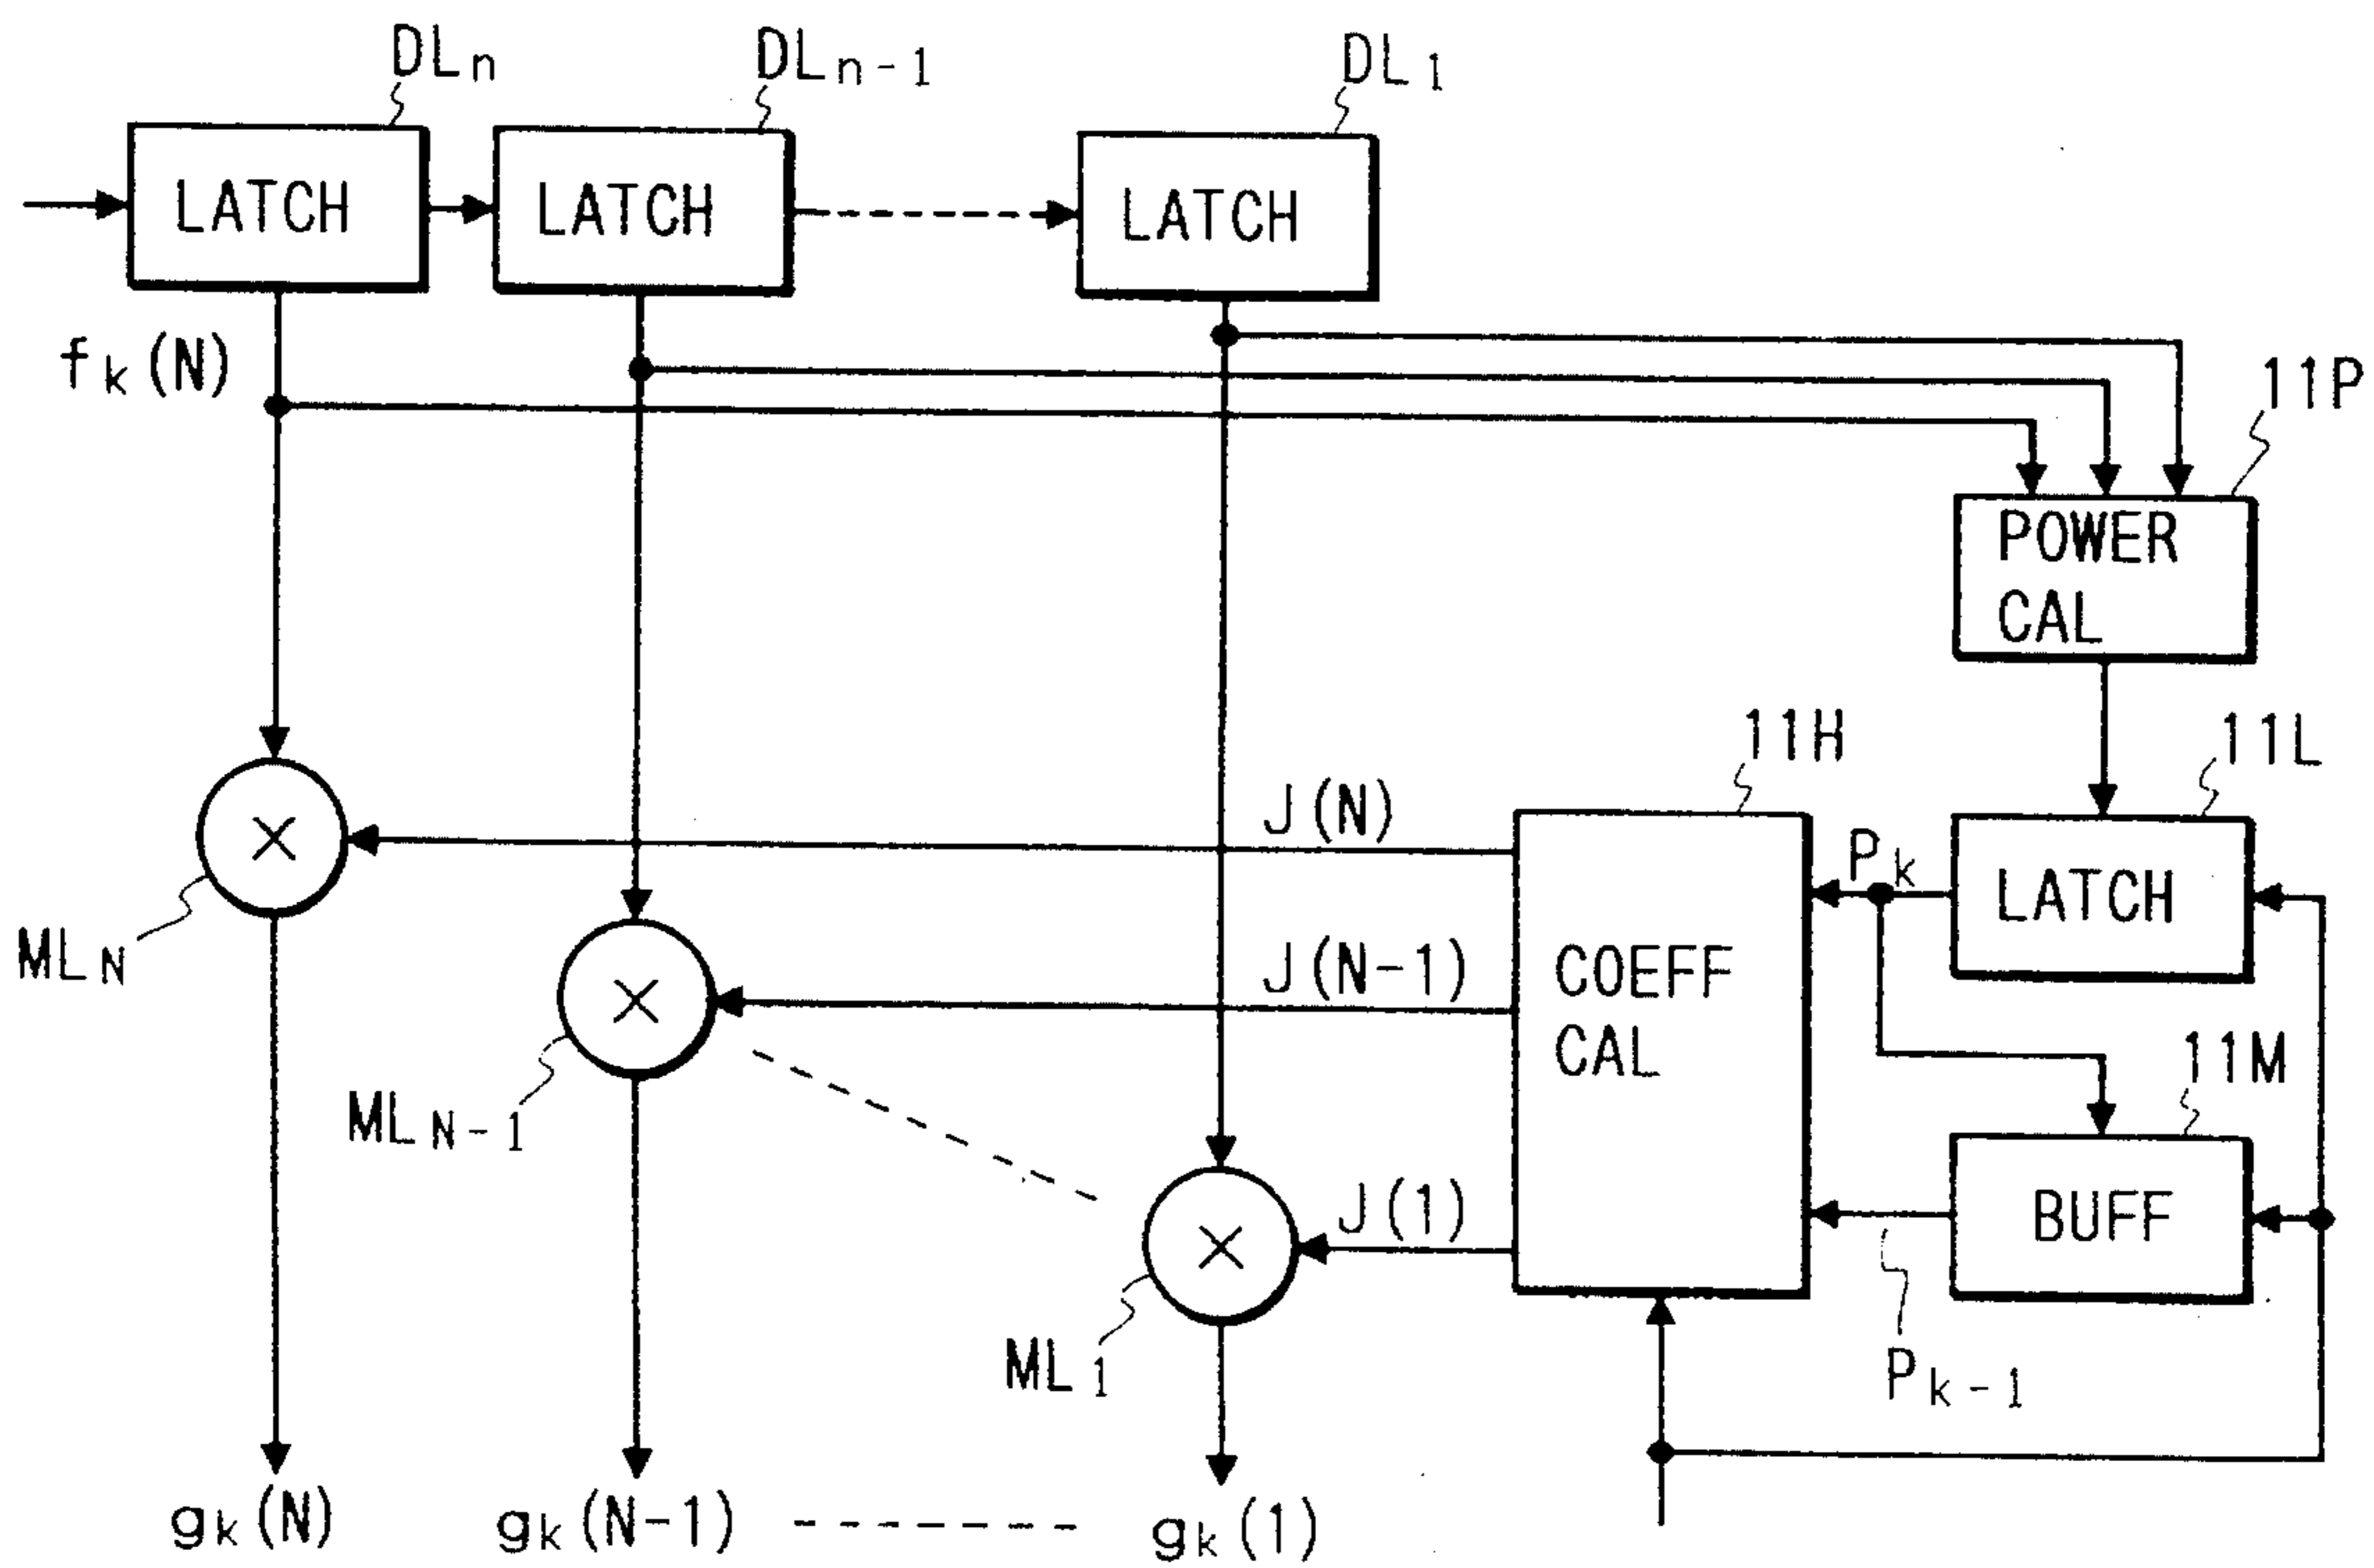 DLn
DLn-1
DL1
LATCH
LATCH
LATCH
fk(N)
11P
POWER
CAL
11H
11L
J(N)
Pk
LATCH
MLN
J(N-1)
COEFF
CAL
11M
MLN-1
J(1)
BUFF
ML1
Pk-1
gk(N)
gk(N-1)
gk(1)